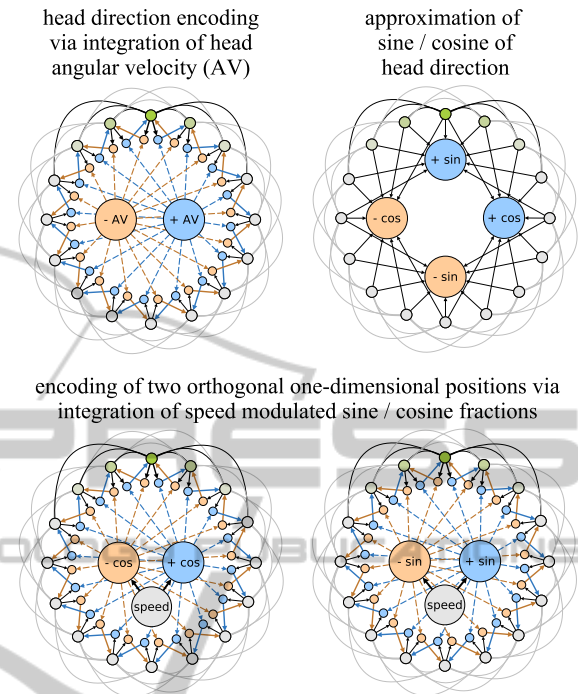 head direction encoding
via integration of head
angular velocity (AV)
approximation of
sine / cosine of
head direction
- AV
+ AV
+ sin
- cos
+ cos
- sin
encoding of two orthogonal one-dimensional positions via
integration of speed modulated sine / cosine fractions
PRESS
- cos
+ cos
speed
- sin
+ sin
speed
PUBLICATIONS